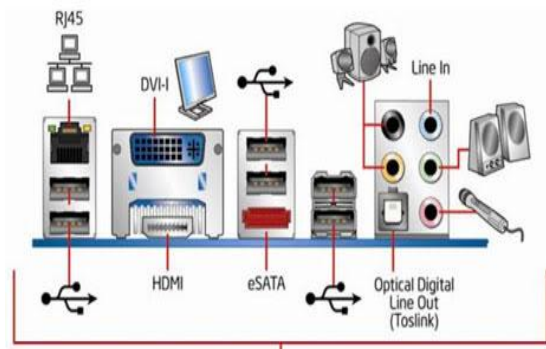 RJ45
DVI-I
Line In
HDMI
eSATA
Optical Digital
Line Out
(Toslink)